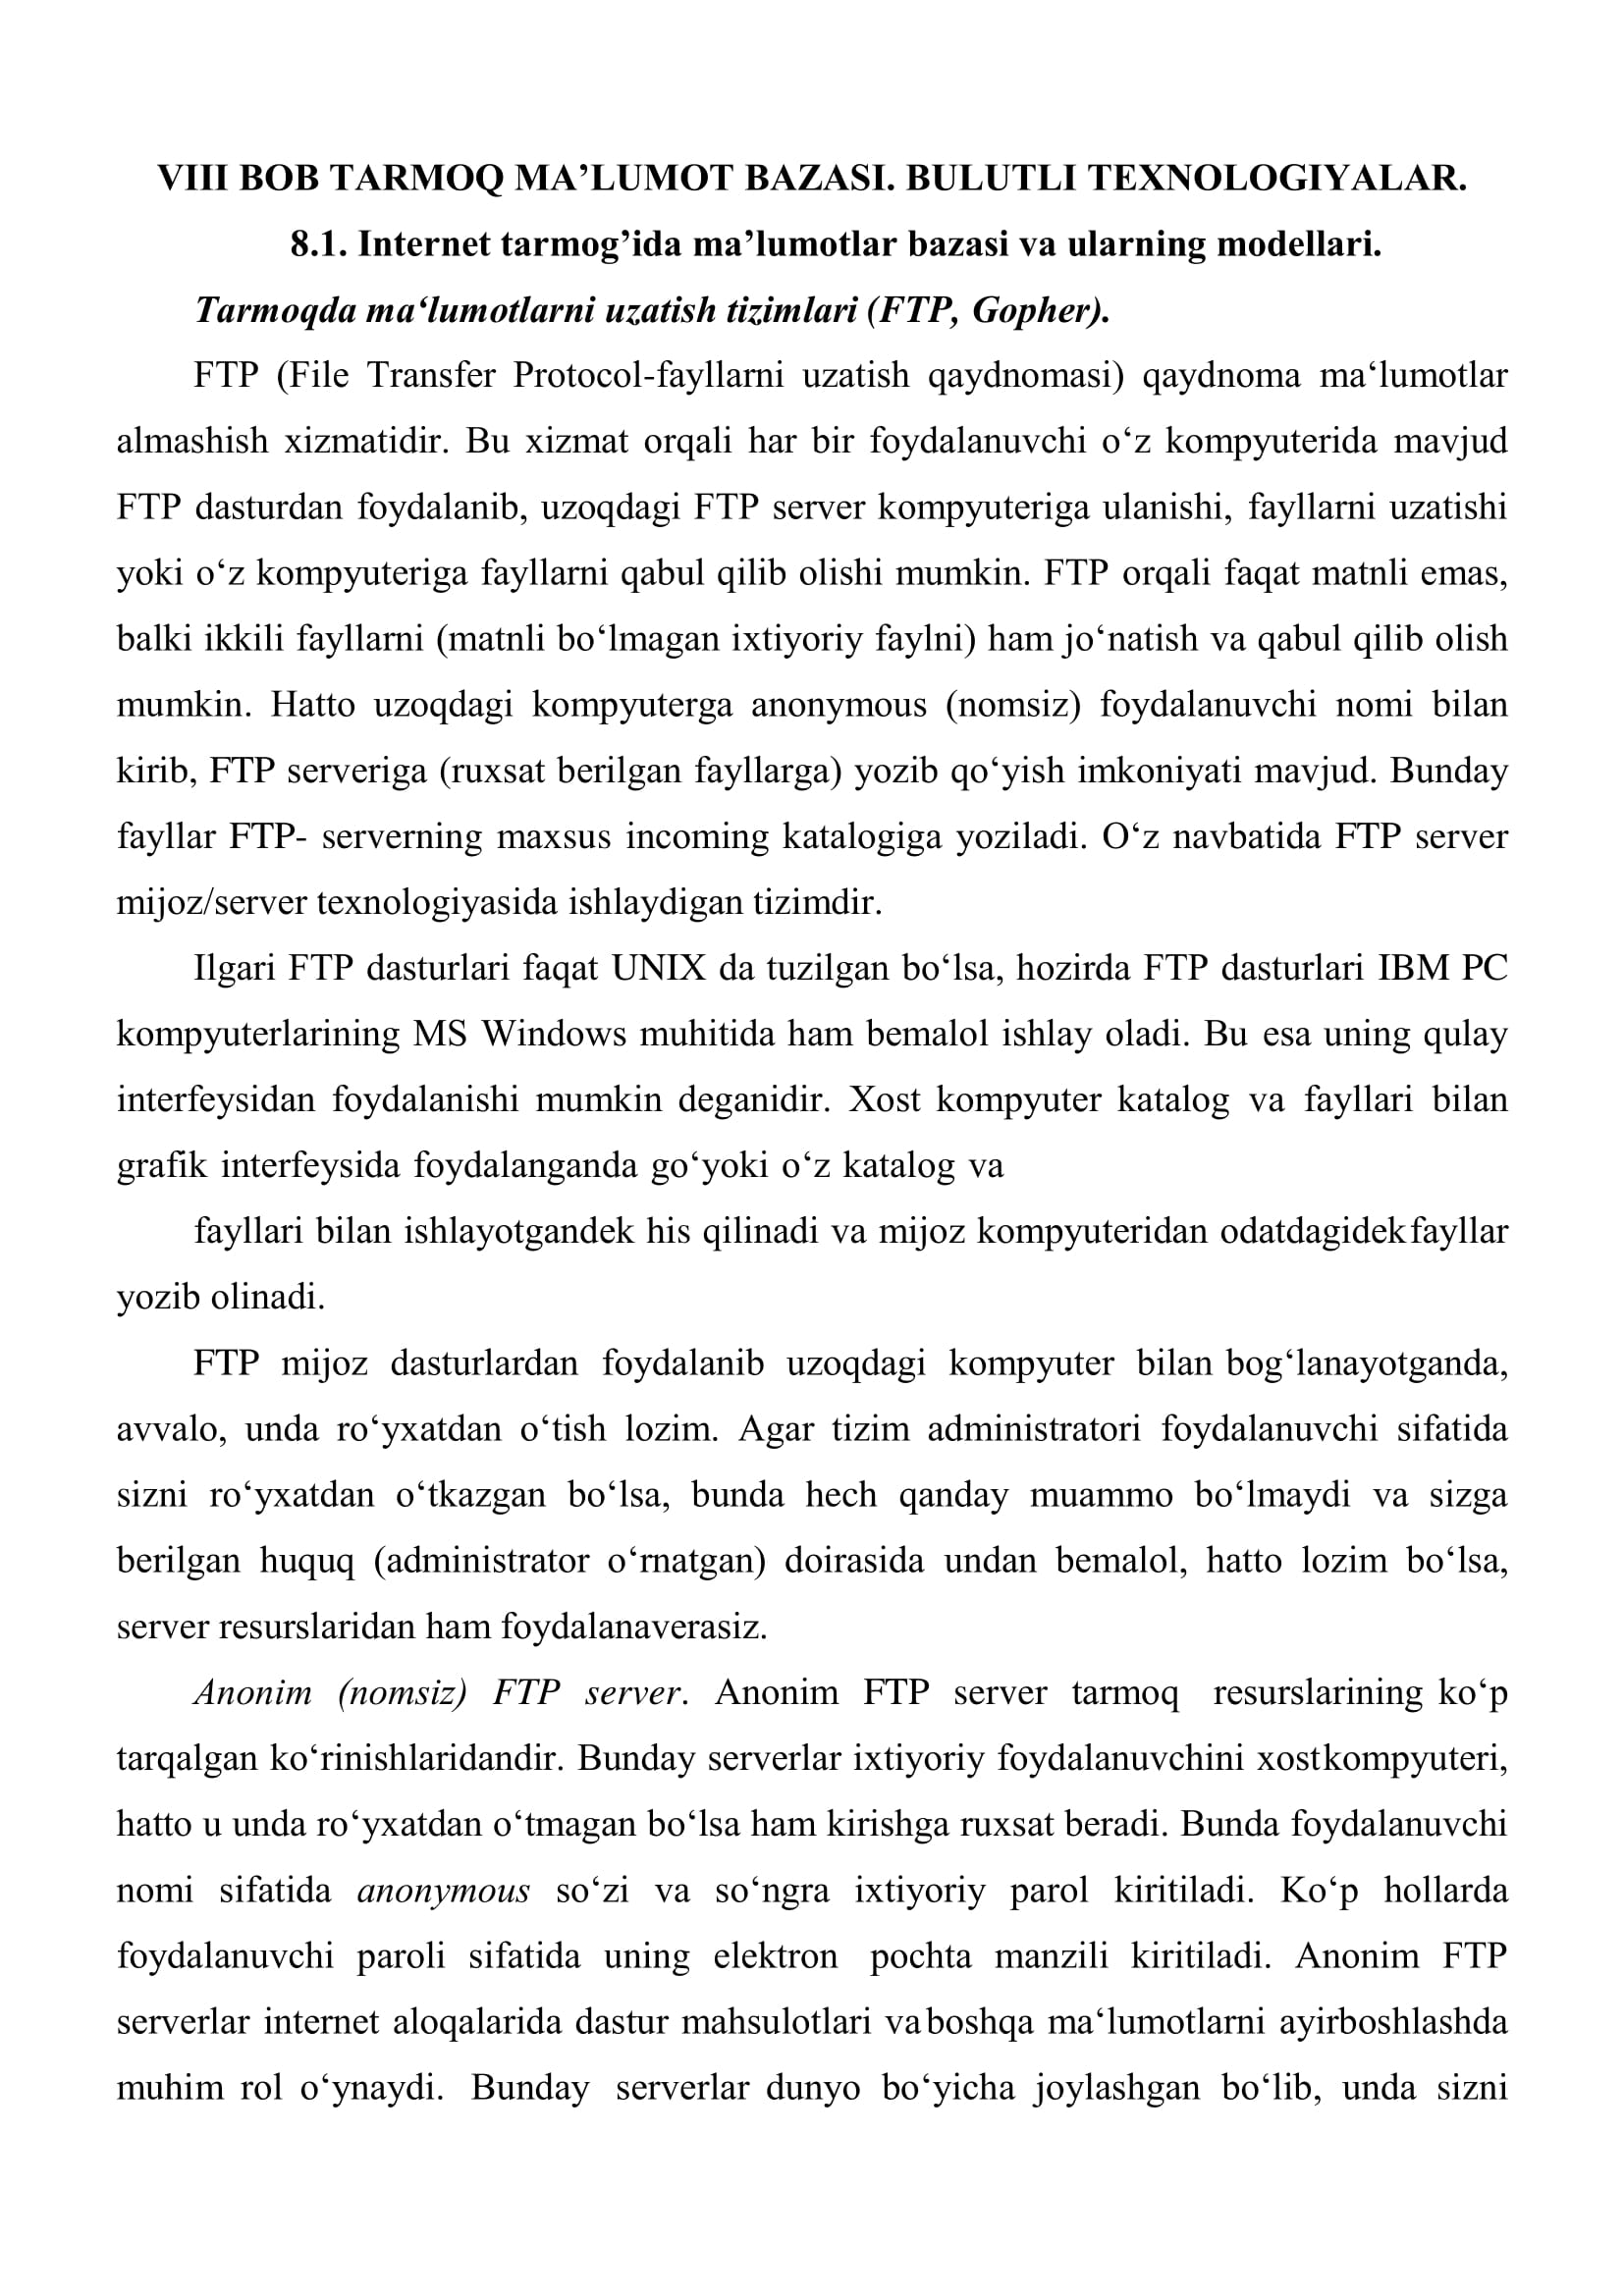 VIII BOB TARMOQ MA’LUMOT BAZASI. BULUTLI TEXNOLOGIYALAR.
8.1. Internet tarmog’ida ma’lumotlar bazasi va ularning modellari.
Tarmoqda ma‘lumotlarni uzatish tizimlari (FTP, Gopher).
FTP (File Transfer Protocol-fayllarni uzatish qaydnomasi) qaydnoma ma‘lumotlar
almashish xizmatidir. Bu xizmat orqali har bir foydalanuvchi o‘z kompyuterida mavjud
FTP dasturdan foydalanib, uzoqdagi FTP server kompyuteriga ulanishi, fayllarni uzatishi
yoki o‘z kompyuteriga fayllarni qabul qilib olishi mumkin. FTP orqali faqat matnli emas,
balki ikkili fayllarni (matnli bo‘lmagan ixtiyoriy faylni) ham jo‘natish va qabul qilib olish
mumkin. Hatto uzoqdagi kompyuterga anonymous (nomsiz) foydalanuvchi nomi bilan
kirib, FTP serveriga (ruxsat berilgan fayllarga) yozib qo‘yish imkoniyati mavjud. Bunday
fayllar FTP- serverning maxsus incoming katalogiga yoziladi. O‘z navbatida FTP server
mijoz/server texnologiyasida ishlaydigan tizimdir.
Ilgari FTP dasturlari faqat UNIX da tuzilgan bo‘lsa, hozirda FTP dasturlari IBM PC
kompyuterlarining MS Windows muhitida ham bemalol ishlay oladi. Bu esa uning qulay
interfeysidan foydalanishi mumkin deganidir. Xost kompyuter katalog va fayllari bilan
grafik interfeysida foydalanganda go‘yoki o‘z katalog va
fayllari bilan ishlayotgandek his qilinadi va mijoz kompyuteridan odatdagidekfayllar
yozib olinadi.
FTP mijoz dasturlardan foydalanib uzoqdagi kompyuter bilan bog‘lanayotganda,
avvalo, unda ro‘yxatdan o‘tish lozim. Agar tizim administratori foydalanuvchi sifatida
sizni ro‘yxatdan o‘tkazgan bo‘lsa, bunda hech qanday muammo bo‘lmaydi va sizga
berilgan huquq (administrator o‘rnatgan) doirasida undan bemalol, hatto lozim bo‘lsa,
server resurslaridan ham foydalanaverasiz.
Anonim (nomsiz) FTP server. Anonim FTP server tarmoq resurslarining ko‘p
tarqalgan ko‘rinishlaridandir. Bunday serverlar ixtiyoriy foydalanuvchini xostkompyuteri,
hatto u unda ro‘yxatdan o‘tmagan bo‘lsa ham kirishga ruxsat beradi. Bunda foydalanuvchi
nomi sifatida anonymous so‘zi va so‘ngra ixtiyoriy parol kiritiladi. Ko‘p hollarda
foydalanuvchi paroli sifatida uning elektron pochta manzili kiritiladi. Anonim FTP
serverlar internet aloqalarida dastur mahsulotlari vaboshqa ma‘lumotlarni ayirboshlashda
muhim rol o‘ynaydi. Bunday serverlar dunyo bo‘yicha joylashgan bo‘lib, unda sizni